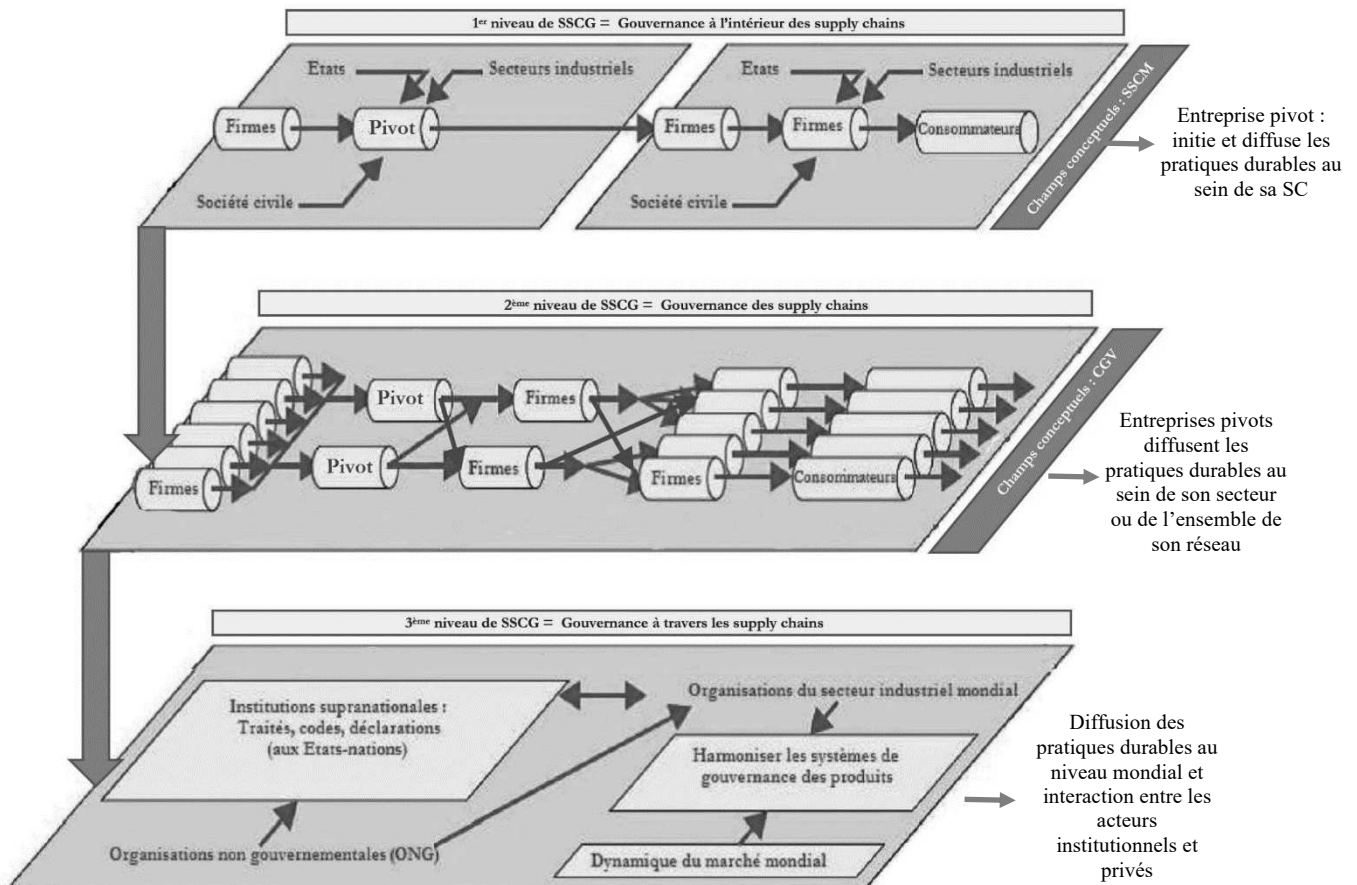 1er niveau de SSCG = Gouvernance à l'intérieur des supply chains
Etats
Secteurs industriels
Firmes
Pivot
Société civile
Etats
Secteurs industriels
Firmes
Firmes
Consommateurs
Société civile
Champs conceptuels : SSCM
Entreprise pivot :
initie et diffuse les
pratiques durables au
sein de sa SC
2ème niveau de SSCG = Gouvernance des supply chains
Pivot
Firmes
Pivot
Firmes
Firmes
Firmes
Consommateurs
Champs conceptuels : CGV
Entreprises pivots
diffusent les
pratiques durables au
sein de son secteur
ou de l'ensemble de
son réseau
3ème niveau de SSCG = Gouvernance à travers les supply chains
Institutions supranationales :
Traités, codes, déclarations
(aux Etats-nations)
Organisations du secteur industriel mondial
Harmoniser les systèmes de
gouvernance des produits
Organisations non gouvernementales (ONG)
Dynamique du marché mondial
Diffusion des
pratiques durables au
niveau mondial et
interaction entre les
acteurs
institutionnels et
privés